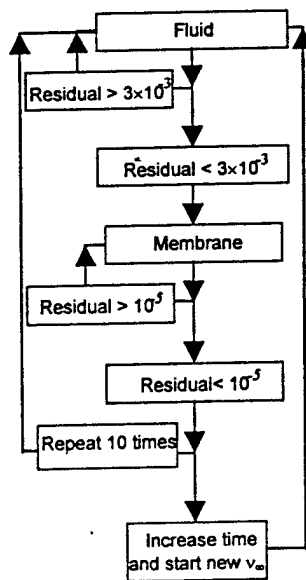 Fluid
Residual > 3×10⁻³
Residual < 3×10⁻³
Membrane
Residual > 10⁻⁵
Residual< 10⁻⁵
Repeat 10 times
Increase time
and start new ν∞